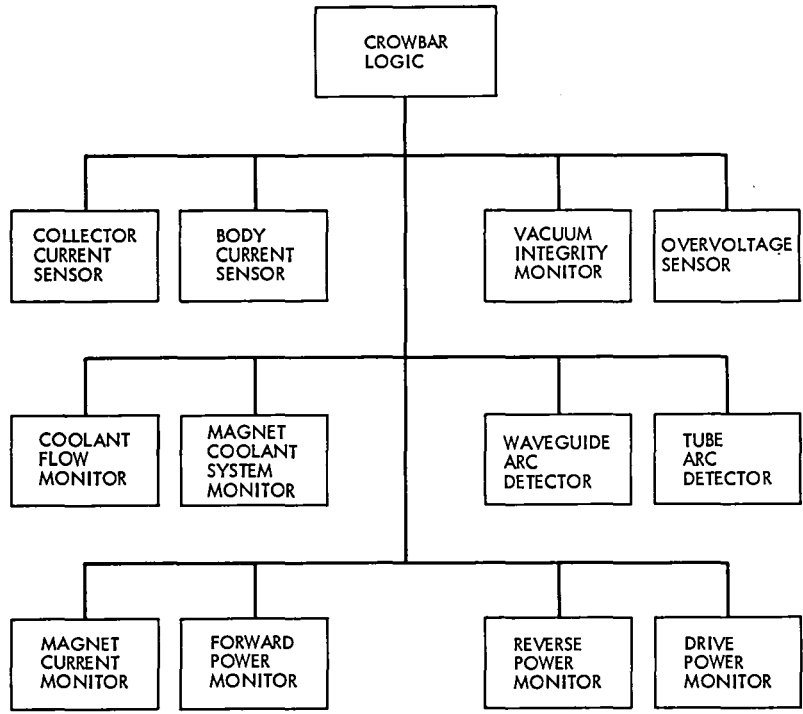 CROWBAR
LOGIC
COLLECTOR
CURRENT
SENSOR
BODY
CURRENT
SENSOR
VACUUM
INTEGRITY
MONITOR
OVERVOLTAGE
SENSOR
COOLANT
FLOW
MONITOR
MAGNET
COOLANT
SYSTEM
MONITOR
WAVEGUIDE
ARC
DETECTOR
TUBE
ARC
DETECTOR
MAGNET
CURRENT
MONITOR
FORWARD
POWER
MONITOR
REVERSE
POWER
MONITOR
DRIVE
POWER
MONITOR